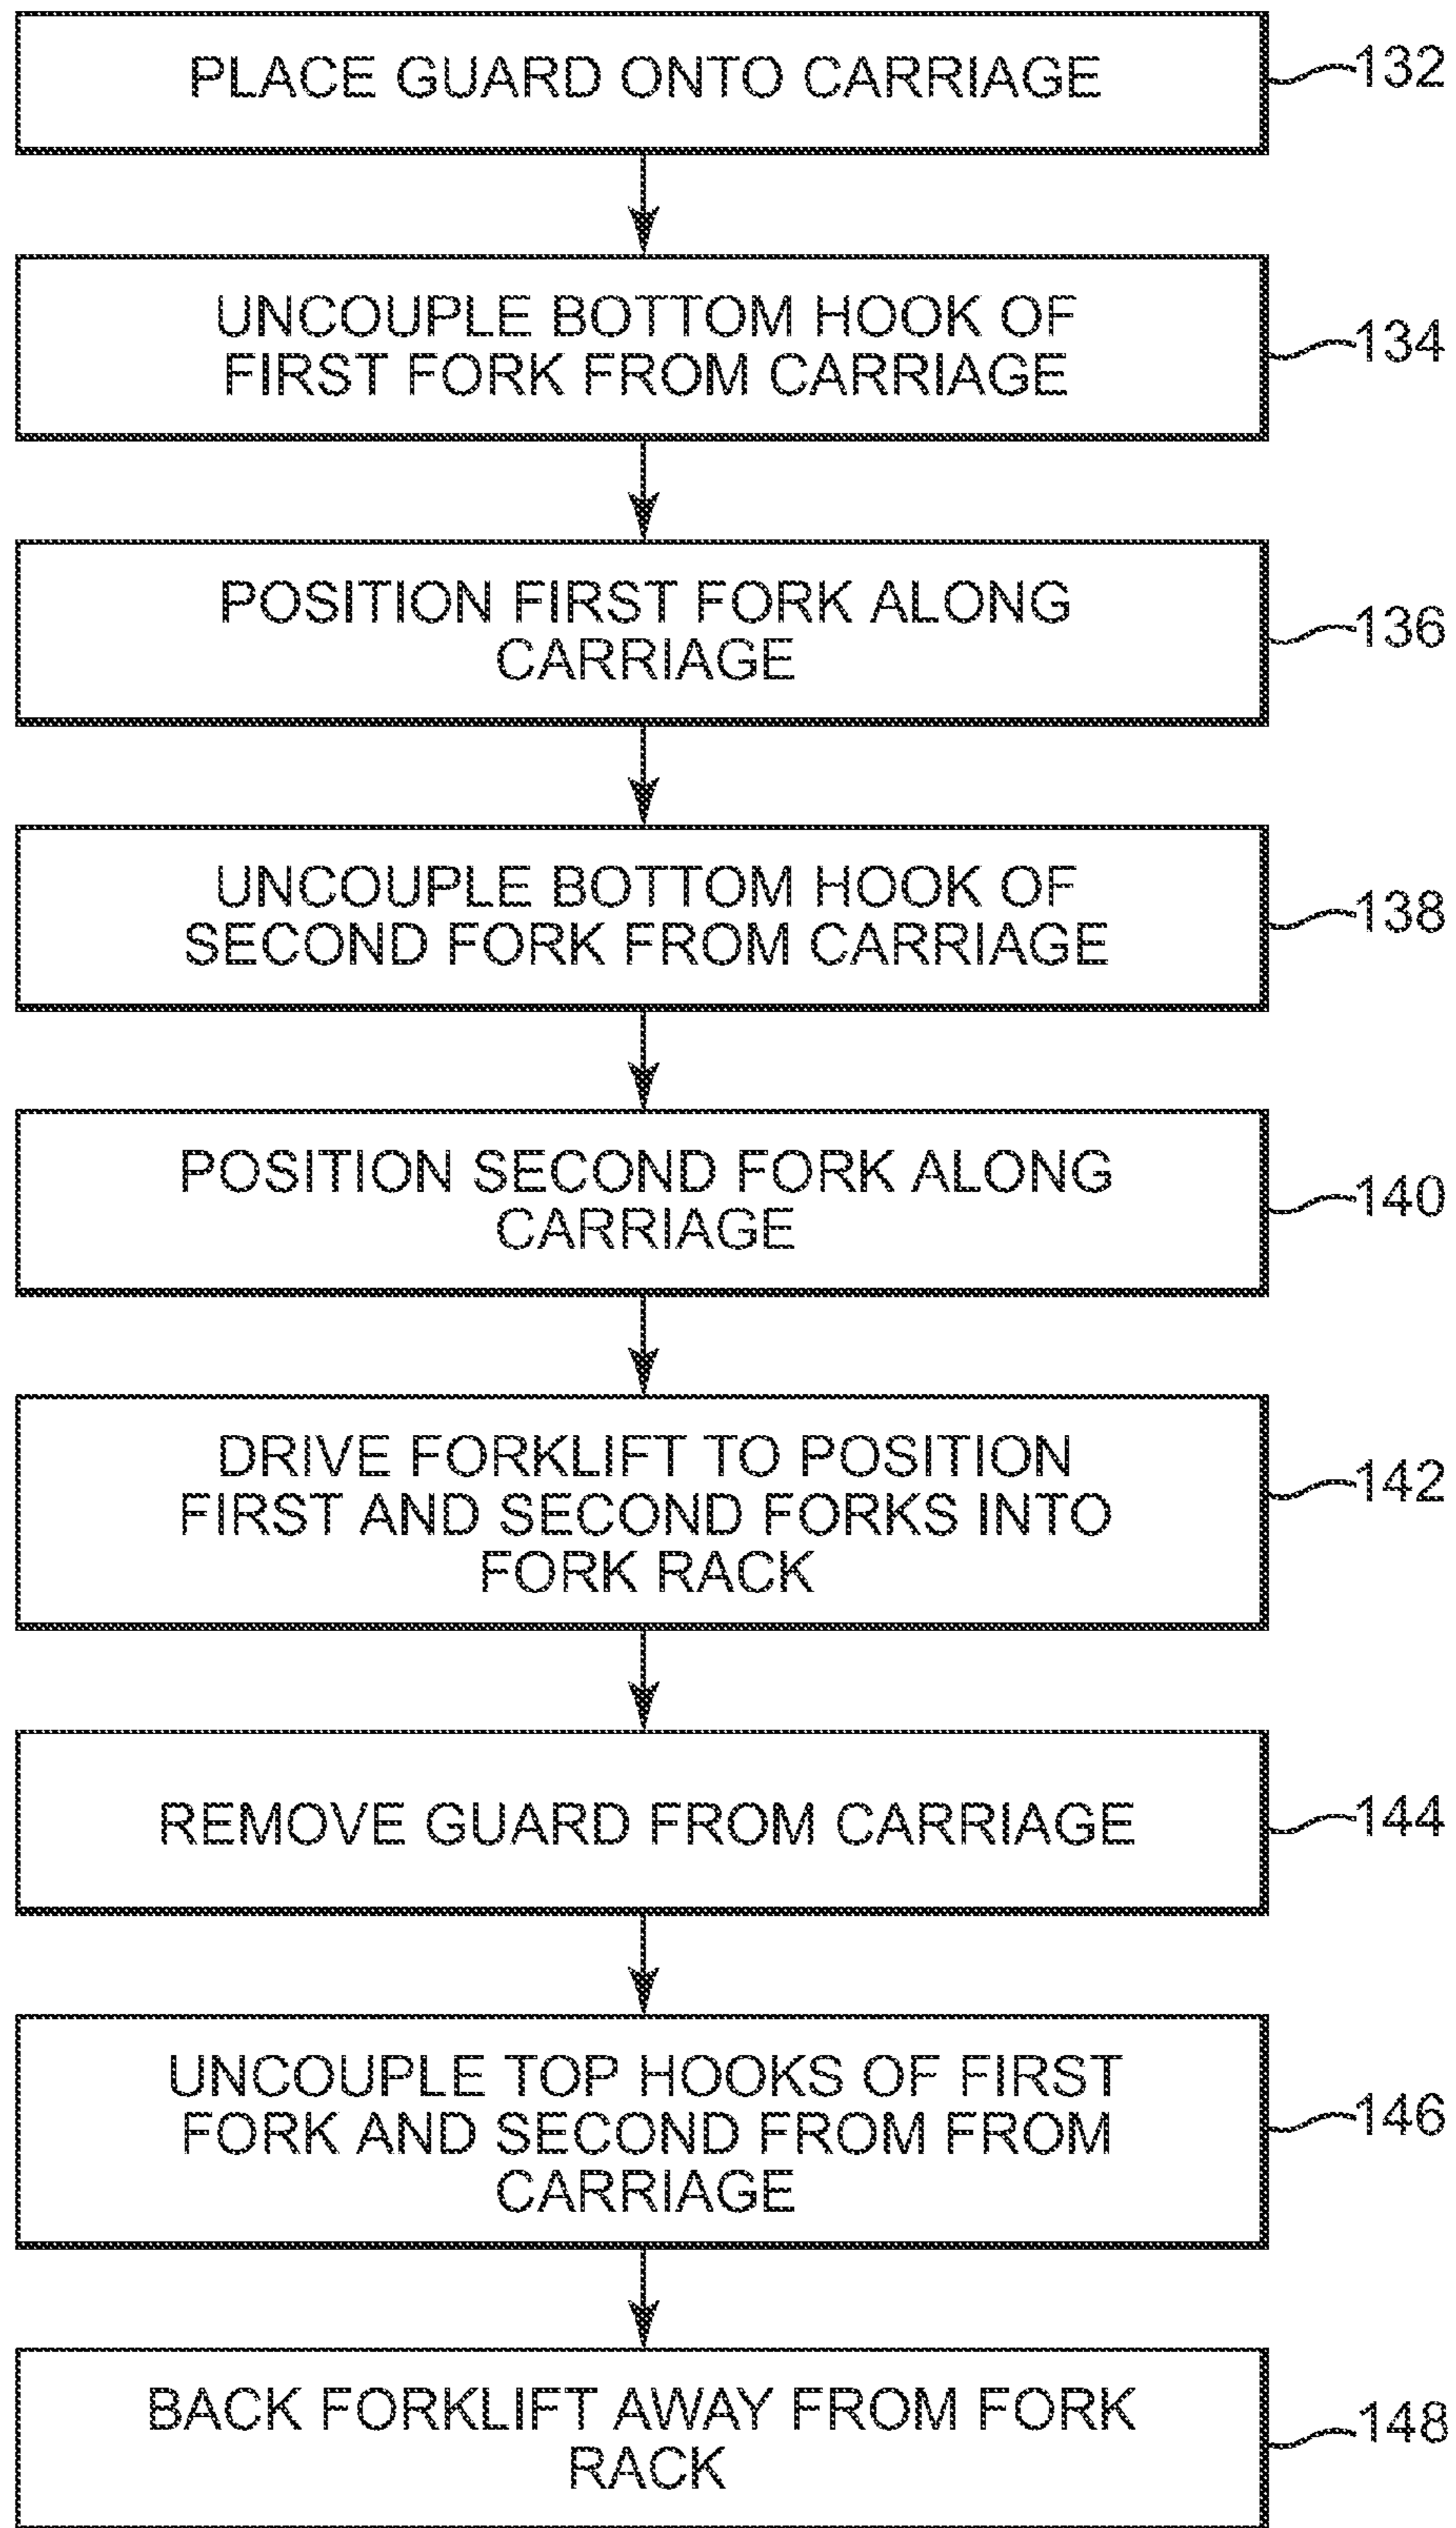 PLACE GUARD ONTO CARRIAGE
132
UNCOUPLE BOTTOM HOOK OF
FIRST FORK FROM CARRIAGE
134
POSITION FIRST FORK ALONG
CARRIAGE
136
UNCOUPLE BOTTOM HOOK OF
SECOND FORK FROM CARRIAGE
138
POSITION SECOND FORK ALONG
CARRIAGE
140
DRIVE FORKLIFT TO POSITION
FIRST AND SECOND FORKS INTO
FORK RACK
142
REMOVE GUARD FROM CARRIAGE
144
UNCOUPLE TOP HOOKS OF FIRST
FORK AND SECOND FROM FROM
CARRIAGE
146
BACK FORKLIFT AWAY FROM FORK
RACK
148